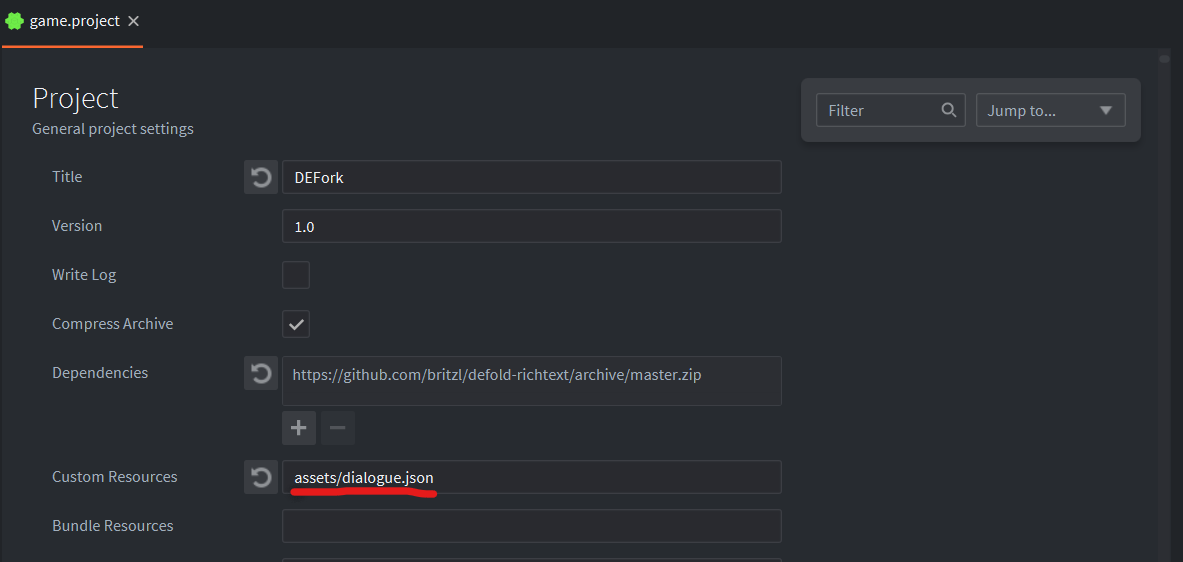 game.project
Project
General project settings
Filter
Jump to...
Title
DEFork
Version
1.0
Write Log
Compress Archive
Dependencies
https://github.com/britzl/defold-richtext/archive/master.zip
Custom Resources
assets/dialogue.json
Bundle Resources